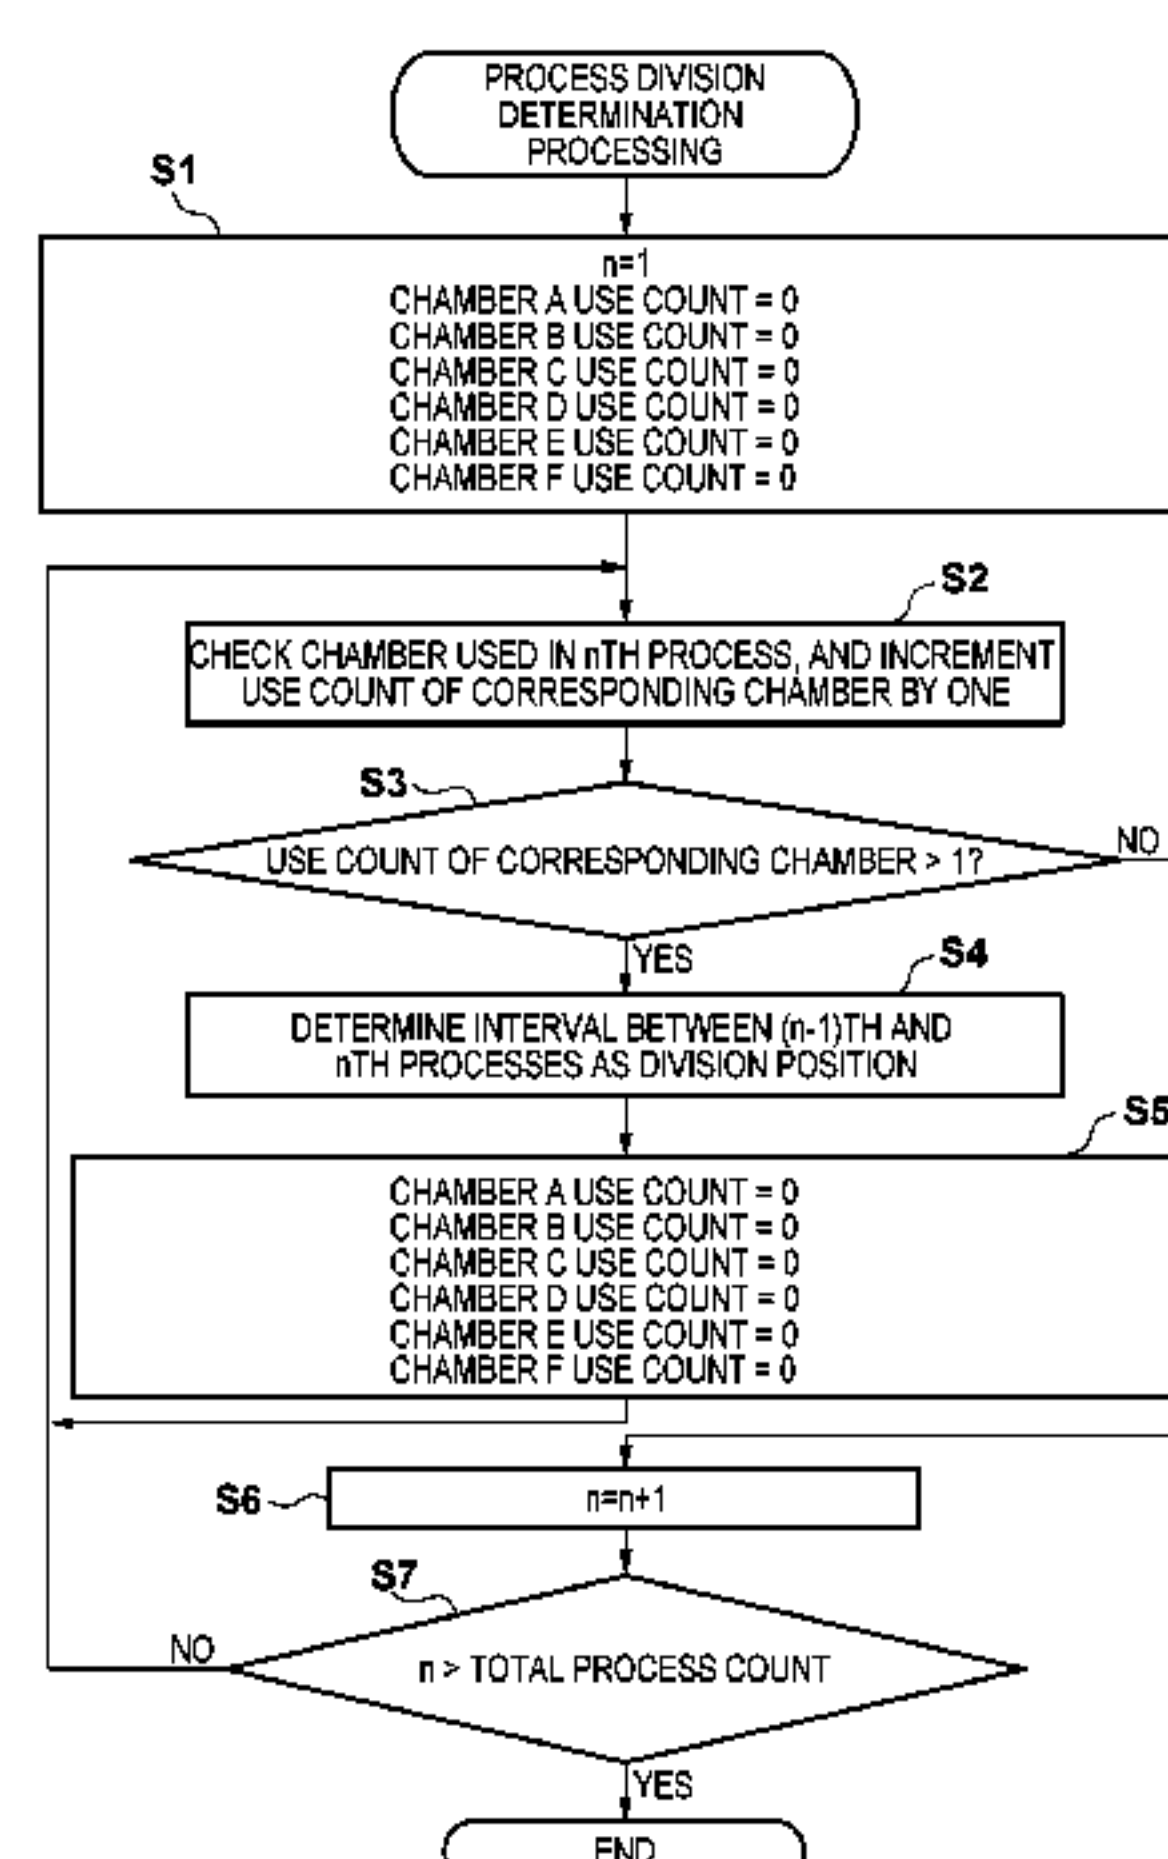 PROCESS DIVISION
DETERMINATION
PROCESSING
S1
n=1
CHAMBER A USE COUNT = 0
CHAMBER B USE COUNT = 0
CHAMBER C USE COUNT = 0
CHAMBER D USE COUNT = 0
CHAMBER E USE COUNT = 0
CHAMBER F USE COUNT = 0
S2
CHECK CHAMBER USED IN nTH PROCESS, AND INCREMENT
USE COUNT OF CORRESPONDING CHAMBER BY ONE
S3
USE COUNT OF CORRESPONDING CHAMBER > 1?
NO
YES
S4
DETERMINE INTERVAL BETWEEN (n-1)TH AND
nTH PROCESSES AS DIVISION POSITION
S5
CHAMBER A USE COUNT = 0
CHAMBER B USE COUNT = 0
CHAMBER C USE COUNT = 0
CHAMBER D USE COUNT = 0
CHAMBER E USE COUNT = 0
CHAMBER F USE COUNT = 0
S6
n=n+1
S7
NO
n > TOTAL PROCESS COUNT
YES
END